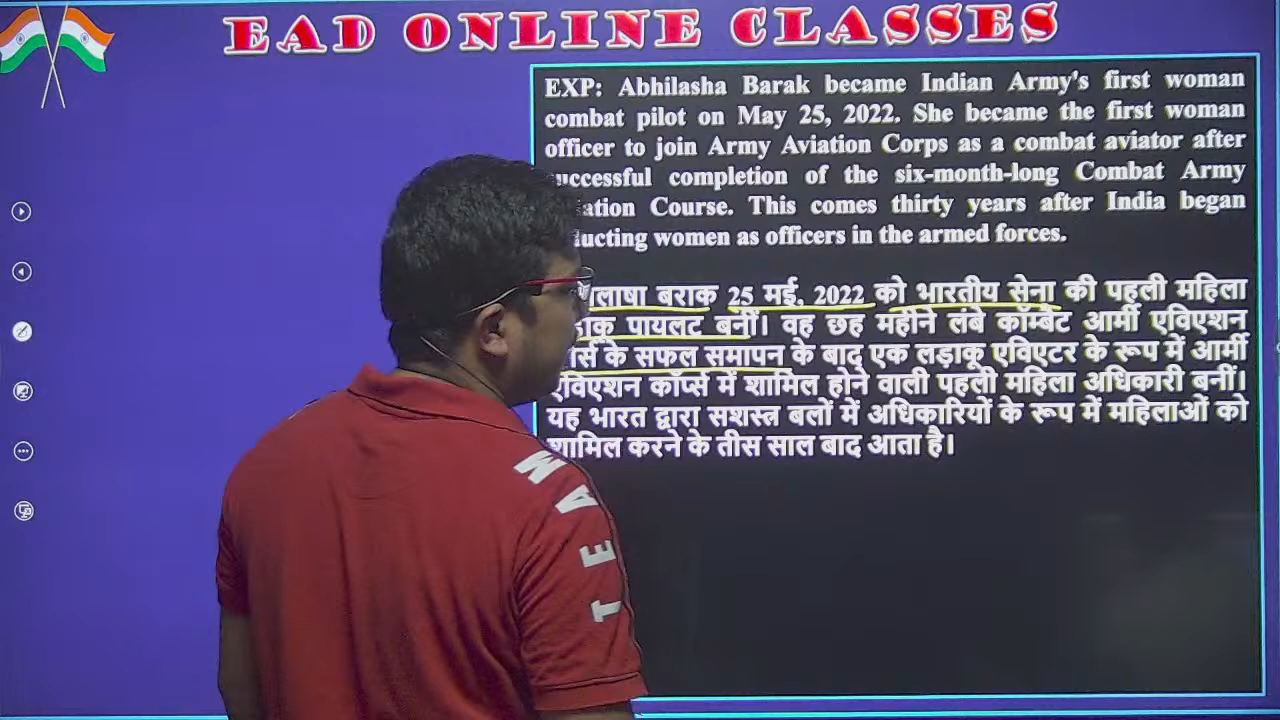 EAD ONLINE CLASSES
EXP: Abhilasha Barak became Indian Army's first woman
combat pilot on May 25, 2022. She became the first woman
officer to join Army Aviation Corps as a combat aviator after
successful completion of the six-month-long Combat Army
Course. This comes thirty years after India began
women as officers in the armed forces.
बराक 25 मई, 2022 को भारतीय सेना की पहली महिला
पायलट बनीं। वह छह महीने लंबे कॉम्बैट आर्मी एविएशन
के सफल समापन के बाद एक लड़ाकू एविएटर के रूप में आर्मी
एविएशन कॉर्प्स में शामिल होने वाली पहली महिला अधिकारी बनीं।
यह भारत द्वारा सशस्त्र बलों में अधिकारियों के रूप में महिलाओं को
शामिल करने के तीस साल बाद आता है।
TEAM